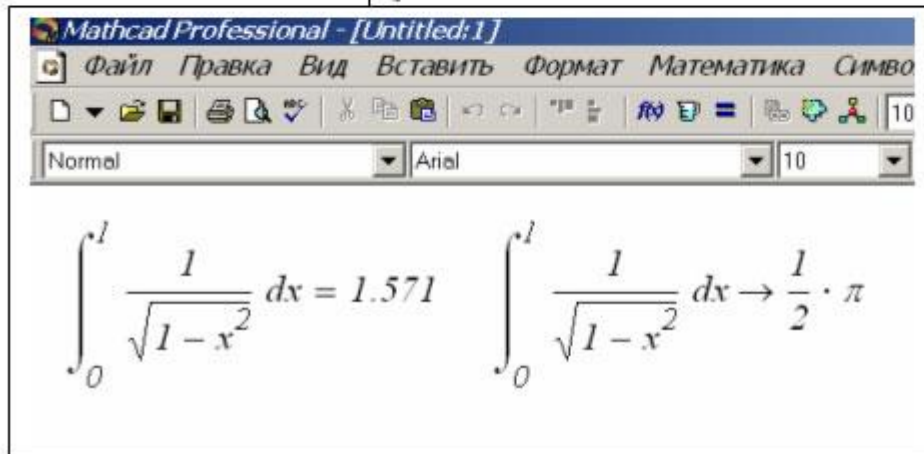 Mathcad Professional - [Untitled:1]
Файл Правка Вид Вставить Формат Математика Симво
10
Normal Arial 10
∫₀¹ 1/√(1 − x²) dx = 1.571 ∫₀¹ 1/√(1 − x²) dx → 1/2 · π